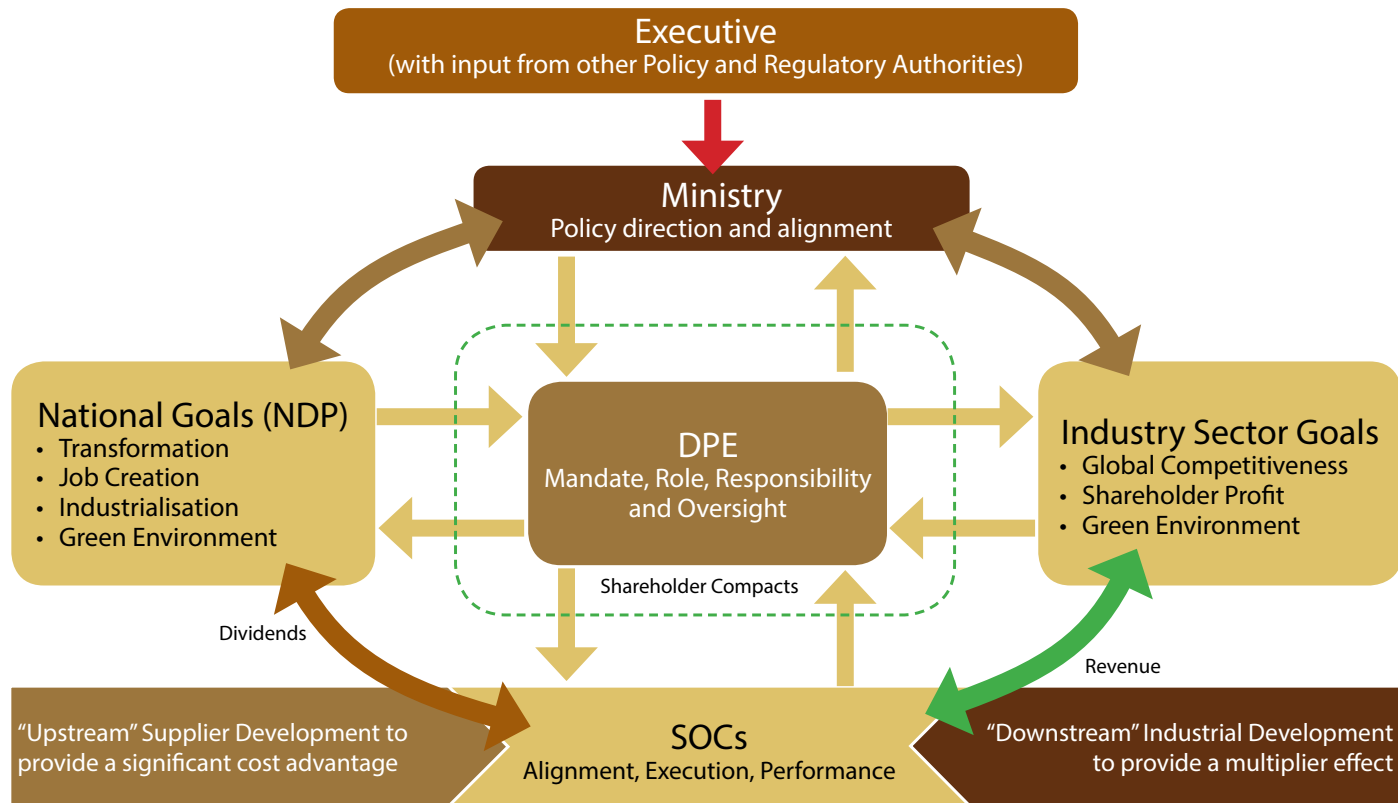 Executive
(with input from other Policy and Regulatory Authorities)
Ministry
Policy direction and alignment
National Goals (NDP)
• Transformation
• Job Creation
• Industrialisation
• Green Environment
DPE
Mandate, Role, Responsibility
and Oversight
Industry Sector Goals
• Global Competitiveness
• Shareholder Profit
• Green Environment
Shareholder Compacts
Dividends
Revenue
“Upstream” Supplier Development to
provide a significant cost advantage
SOCs
Alignment, Execution, Performance
“Downstream” Industrial Development
to provide a multiplier effect